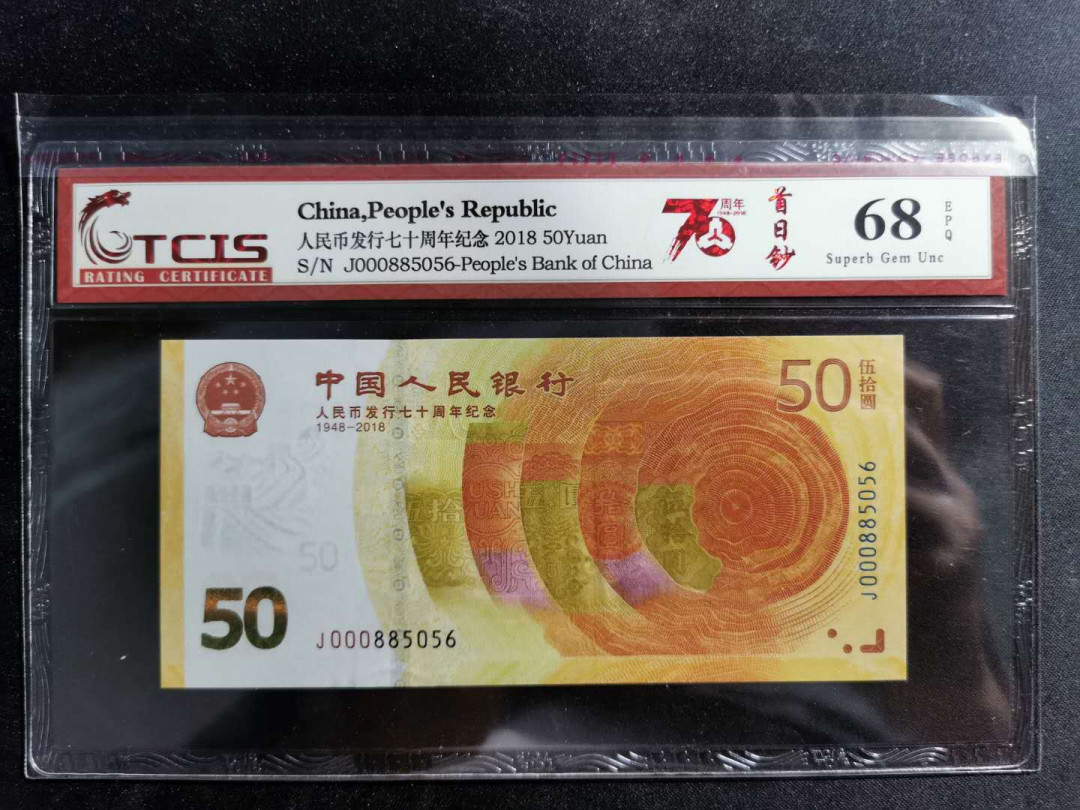 TCIS
RATING CERTIFICATE
China,People's Republic
人民币发行七十周年纪念 2018 50Yuan
S/N J000885056-People's Bank of China
70周年
1948-2018
首日钞
68
EPQ
Superb Gem Unc
中国人民银行
人民币发行七十周年纪念
1948-2018
50
伍拾圆
50
50
J000885056
J000885056